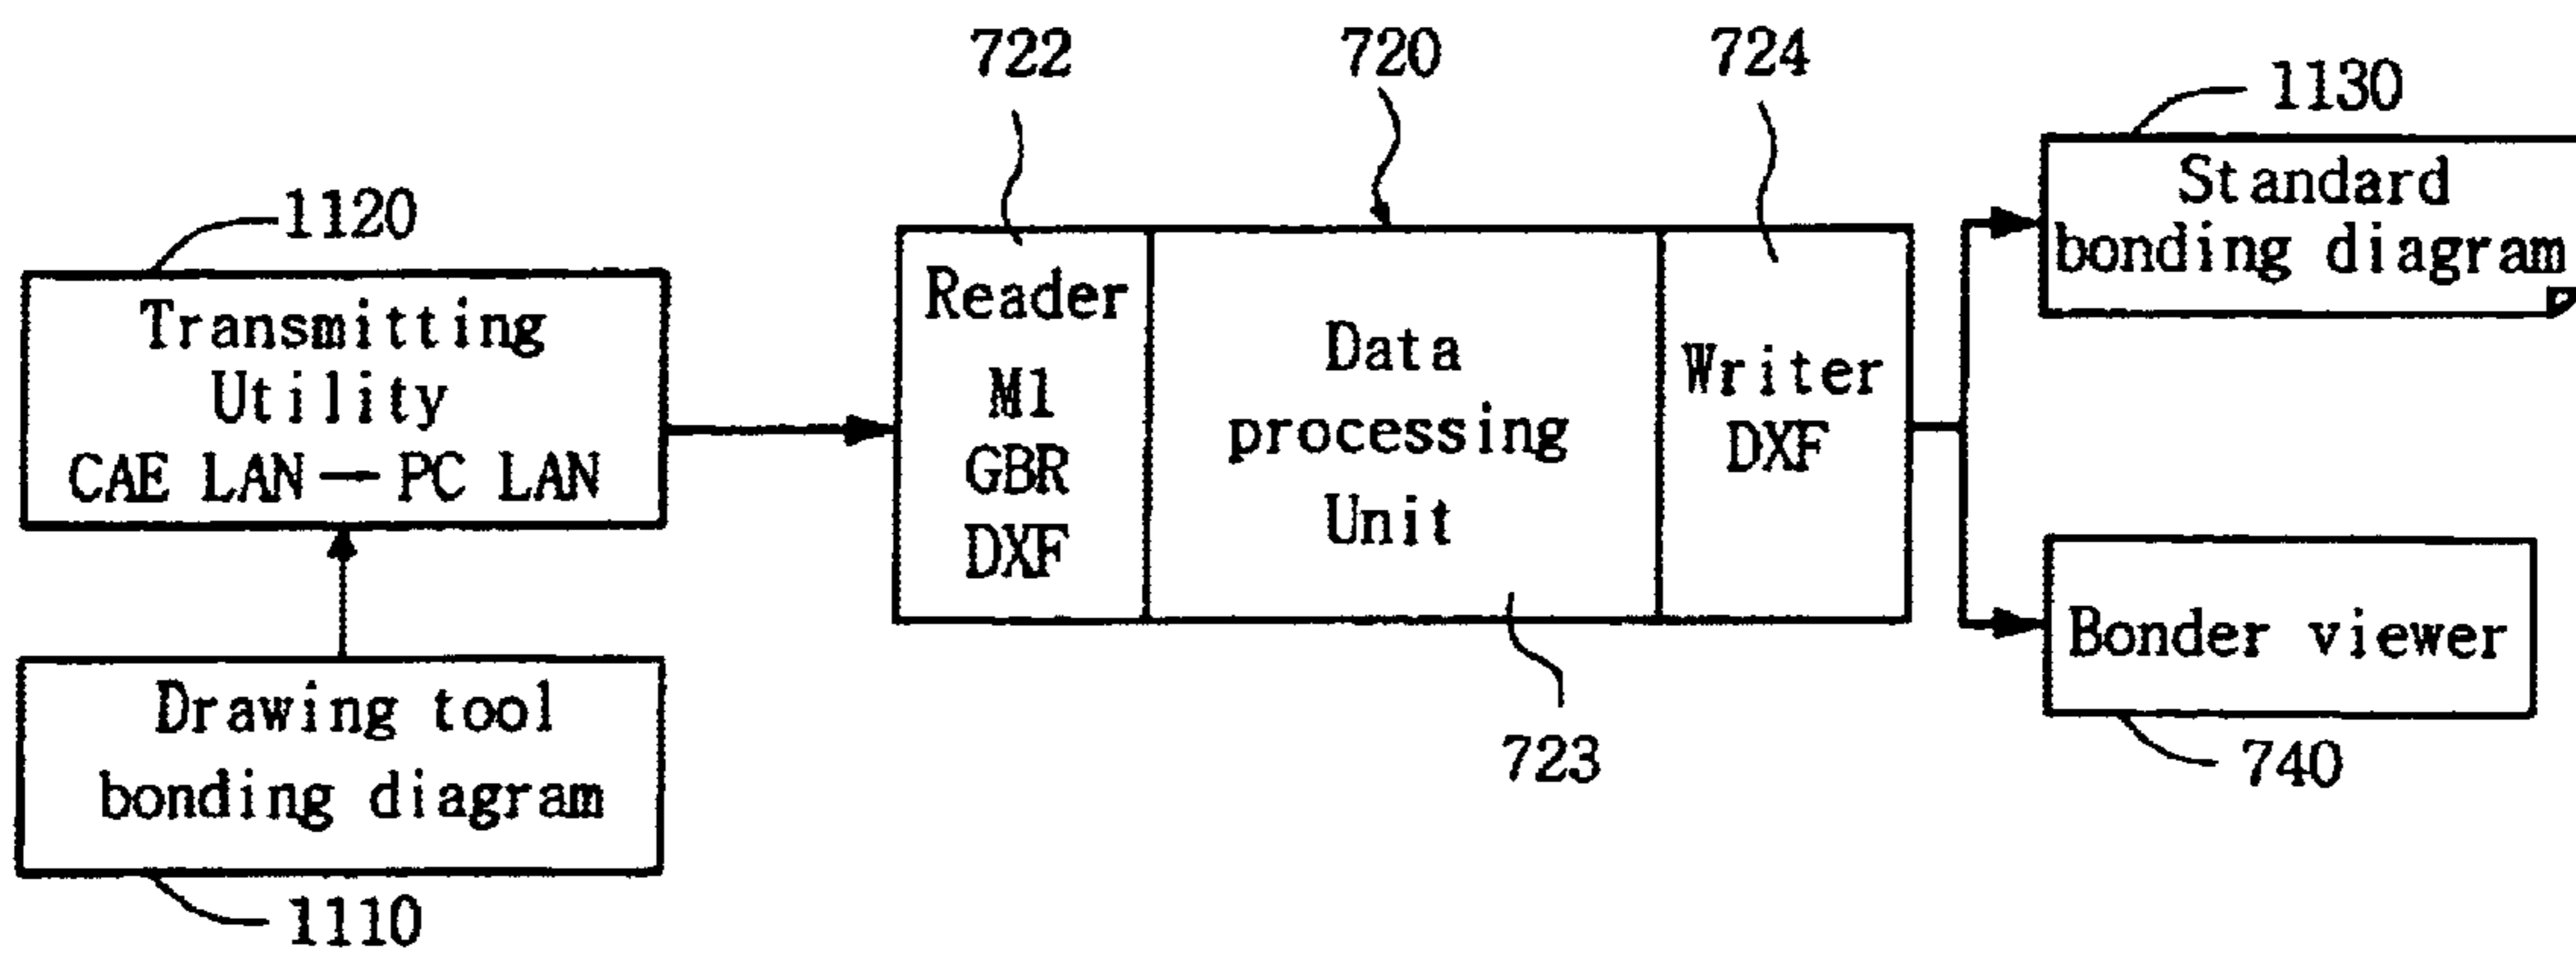 722
720
724
1130
Standard
bonding diagram
1120
Transmitting
Utility
CAE LAN → PC LAN
Reader
M1
GBR
DXF
Data
processing
Unit
Writer
DXF
Drawing tool
bonding diagram
1110
723
Bonder viewer
740